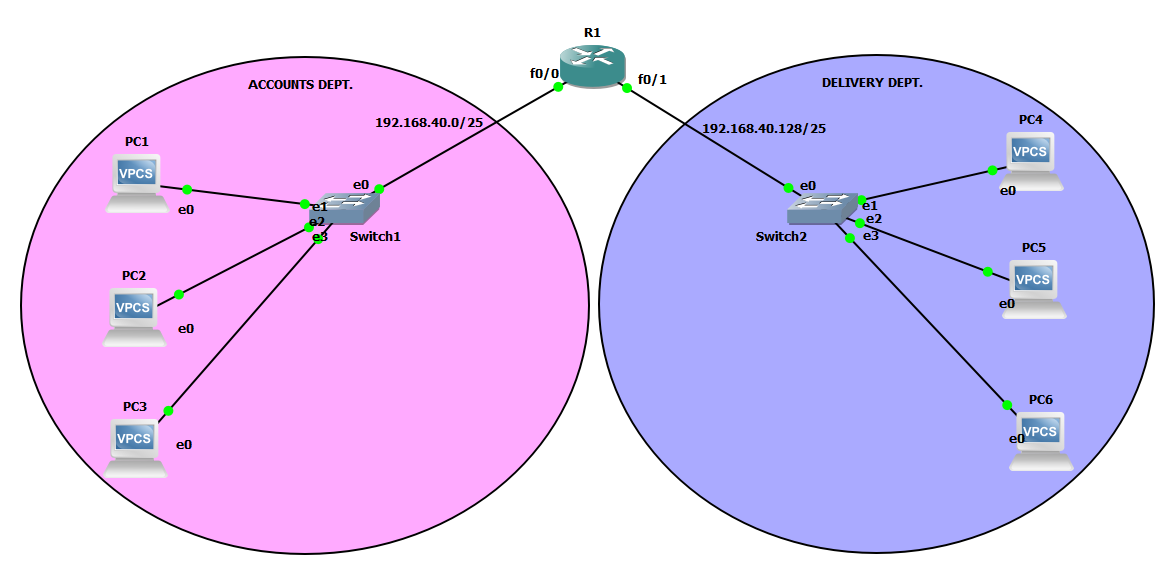 R1
f0/0
f0/1
ACCOUNTS DEPT.
DELIVERY DEPT.
192.168.40.0/25
192.168.40.128/25
PC1
VPCS
e0
e0
e1
e2
e3
Switch1
PC2
VPCS
e0
PC3
VPCS
e0
e0
e1
e2
e3
Switch2
PC4
VPCS
e0
PC5
VPCS
e0
PC6
VPCS
e0